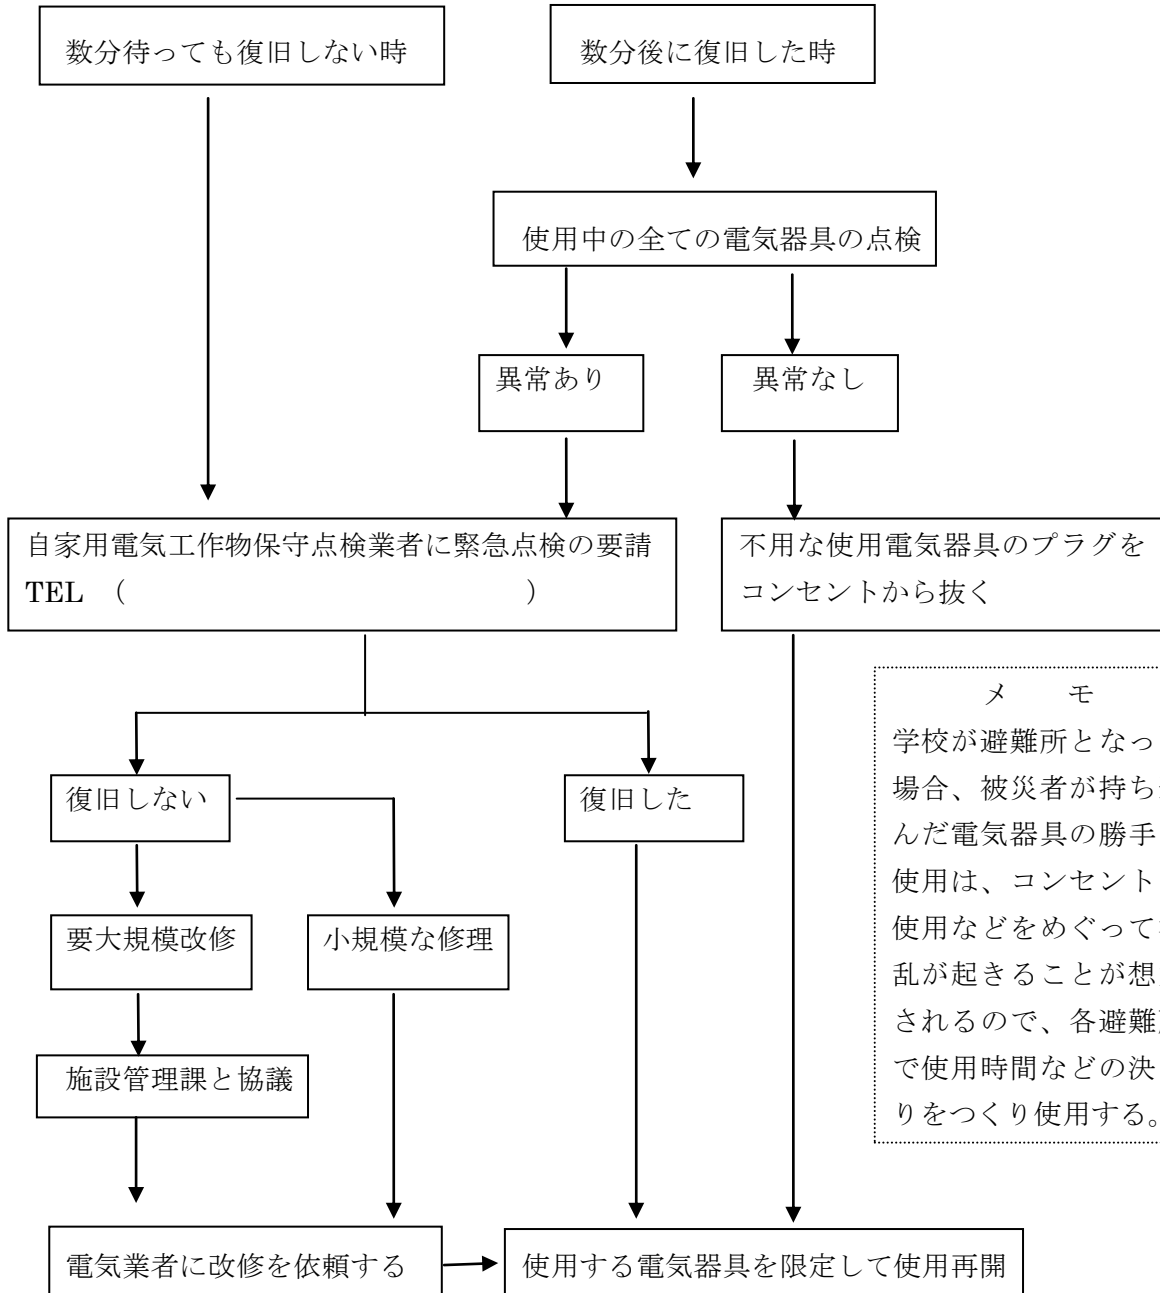 数分待っても復旧しない時
数分後に復旧した時
使用中の全ての電気器具の点検
異常あり
異常なし
自家用電気工作物保守点検業者に緊急点検の要請
TEL （　　　　　　　　　　）
不用な使用電気器具のプラグを
コンセントから抜く
メ　モ
学校が避難所となっ
場合、被災者が持ち
んだ電気器具の勝手
使用は、コンセント
使用などをめぐって
乱が起きることが想
されるので、各避難
で使用時間などの決
りをつくり使用する。
復旧しない
復旧した
要大規模改修
小規模な修理
施設管理課と協議
電気業者に改修を依頼する
使用する電気器具を限定して使用再開